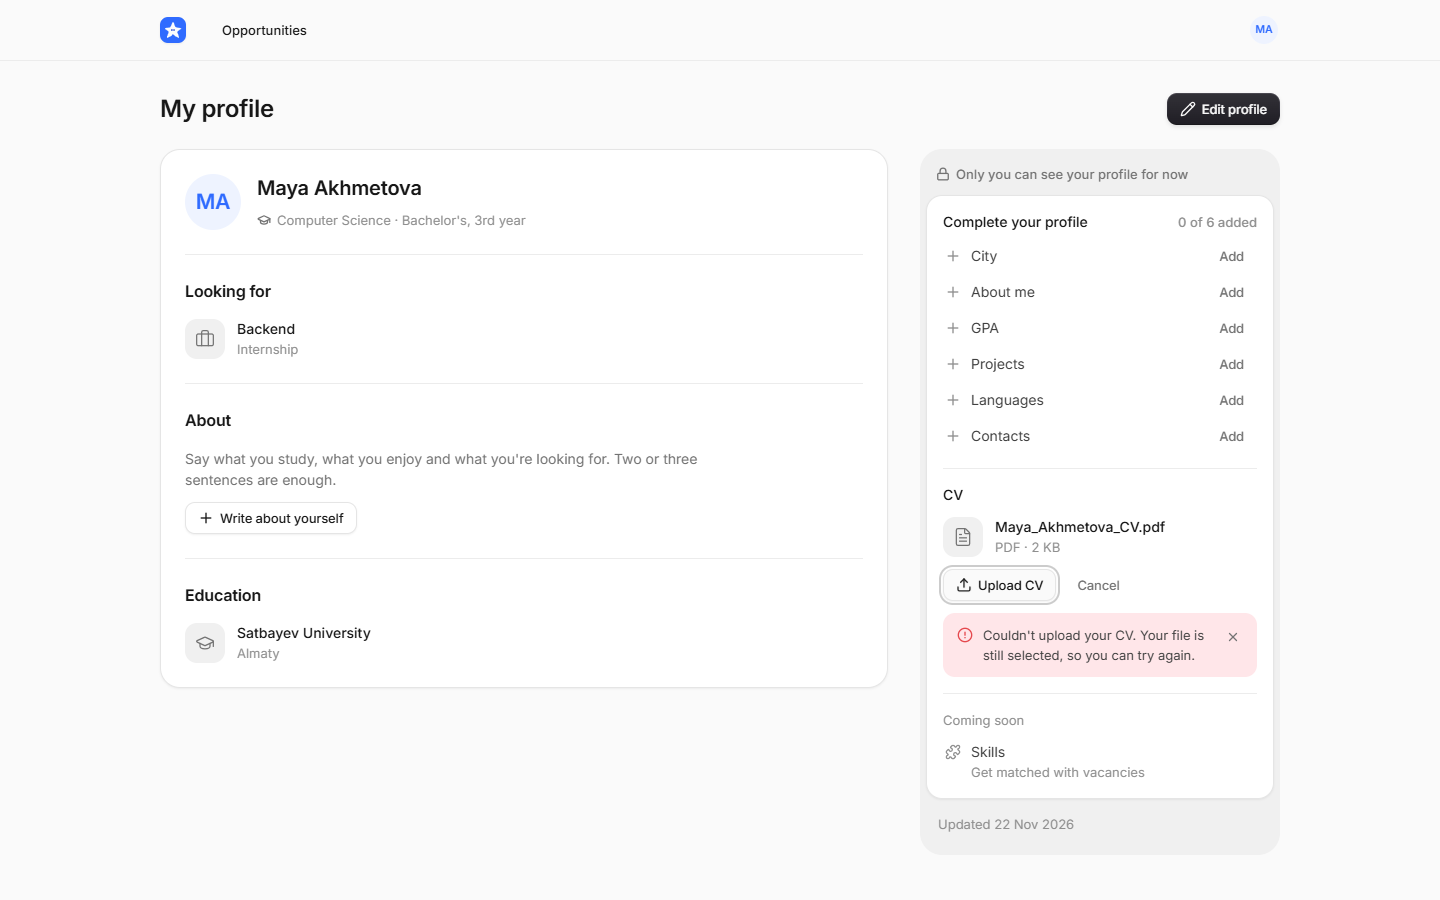 Opportunities
MA
My profile
Edit profile
MA
Maya Akhmetova
Computer Science · Bachelor's, 3rd year
Looking for
Backend
Internship
About
Say what you study, what you enjoy and what you're looking for. Two or three
sentences are enough.
Write about yourself
Education
Satbayev University
Almaty
Only you can see your profile for now
Complete your profile 0 of 6 added
City Add
About me Add
GPA Add
Projects Add
Languages Add
Contacts Add
CV
Maya_Akhmetova_CV.pdf
PDF · 2 KB
Upload CV Cancel
Couldn't upload your CV. Your file is
still selected, so you can try again.
Coming soon
Skills
Get matched with vacancies
Updated 22 Nov 2026